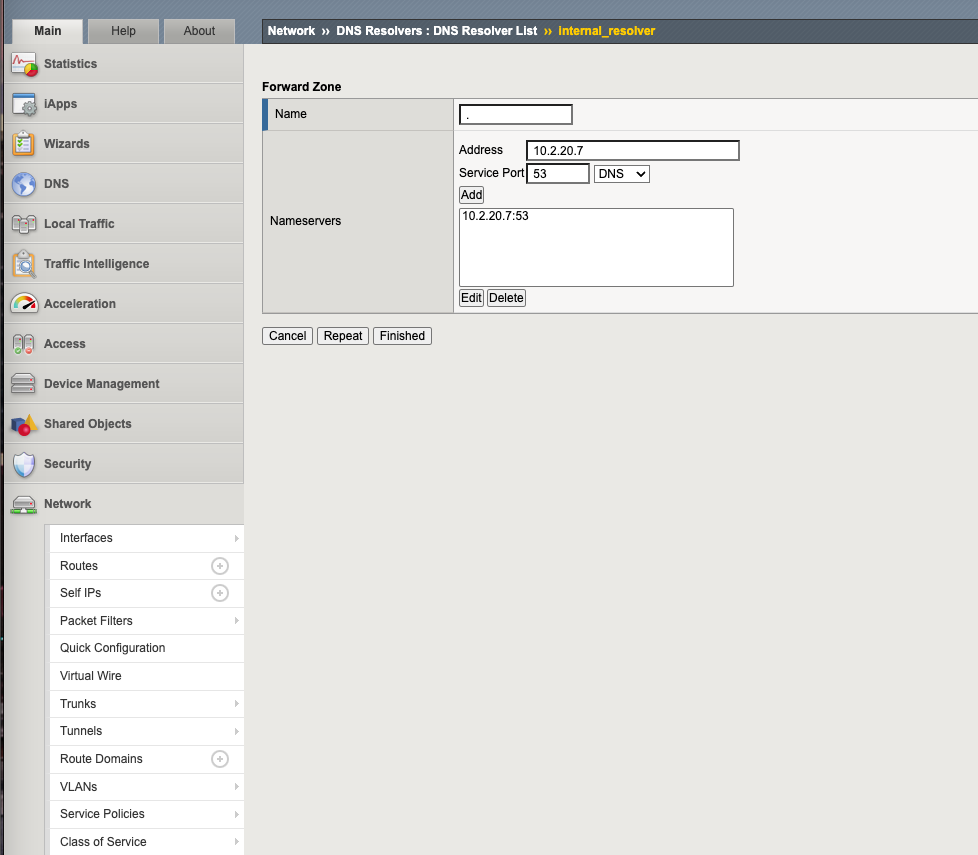 Main Help About
Network ›› DNS Resolvers : DNS Resolver List ›› Internal_resolver
Statistics
iApps
Wizards
DNS
Local Traffic
Traffic Intelligence
Acceleration
Access
Device Management
Shared Objects
Security
Network
Interfaces
Routes
Self IPs
Packet Filters
Quick Configuration
Virtual Wire
Trunks
Tunnels
Route Domains
VLANs
Service Policies
Class of Service
Forward Zone
Name .
Nameservers
Address 10.2.20.7
Service Port 53 DNS
Add
10.2.20.7:53
Edit Delete
Cancel Repeat Finished